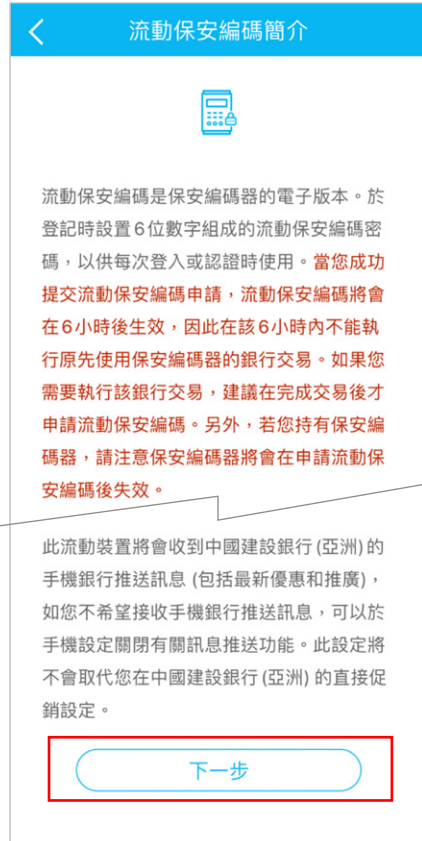 流動保安編碼簡介
流動保安編碼是保安編碼器的電子版本。於
登記時設置6位數字組成的流動保安編碼密
碼，以供每次登入或認證時使用。當您成功
提交流動保安編碼申請，流動保安編碼將會
在6小時後生效，因此在該6小時內不能執
行原先使用保安編碼器的銀行交易。如果您
需要執行該銀行交易，建議在完成交易後才
申請流動保安編碼。另外，若您持有保安編
碼器，請注意保安編碼器將會在申請流動保
安編碼後失效。
此流動裝置將會收到中國建設銀行 (亞洲) 的
手機銀行推送訊息 (包括最新優惠和推廣)，
如您不希望接收手機銀行推送訊息，可以於
手機設定關閉有關訊息推送功能。此設定將
不會取代您在中國建設銀行 (亞洲) 的直接促
銷設定。
下一步